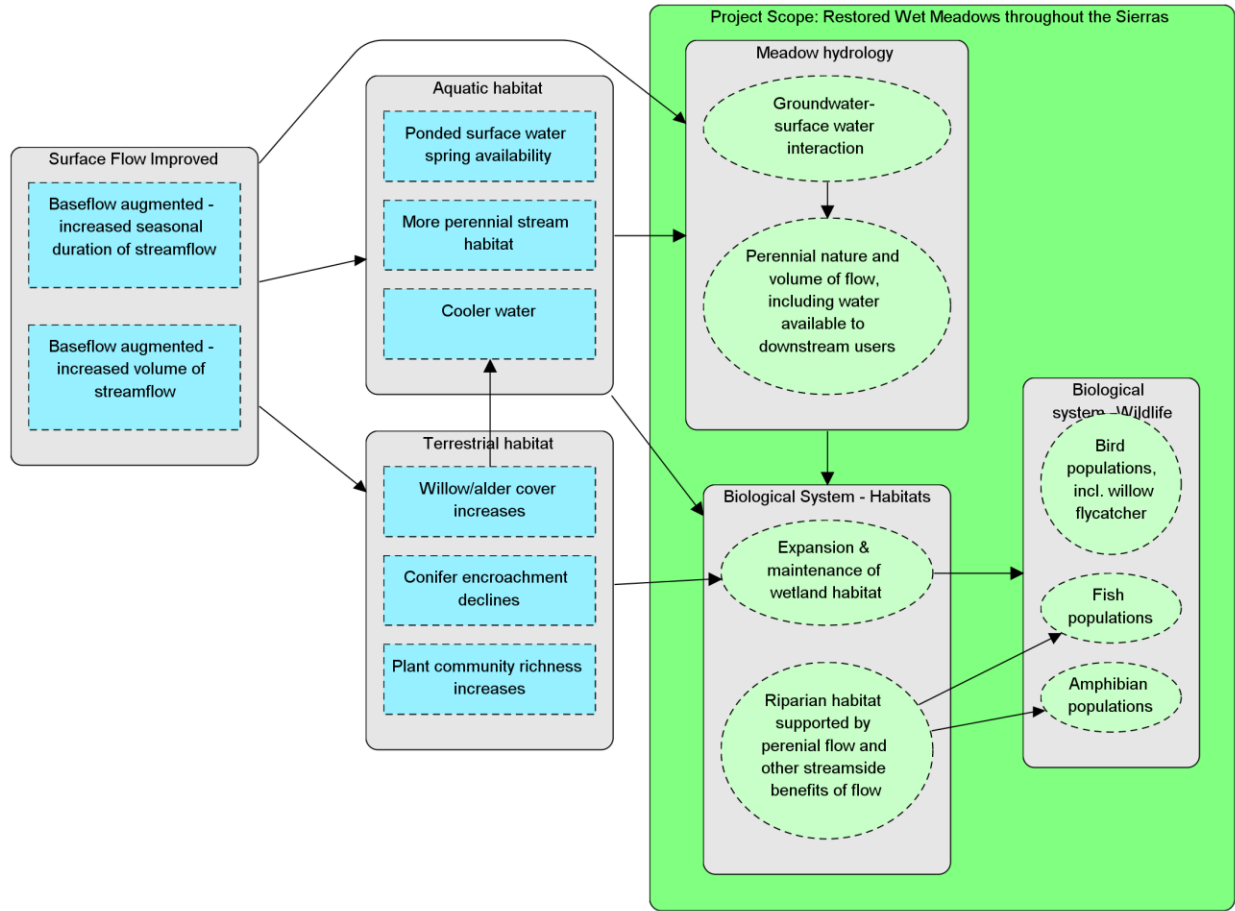 Project Scope: Restored Wet Meadows throughout the Sierras
Surface Flow Improved
Baseflow augmented -
increased seasonal
duration of streamflow
Baseflow augmented -
increased volume of
streamflow
Aquatic habitat
Ponded surface water
spring availability
More perennial stream
habitat
Cooler water
Terrestrial habitat
Willow/alder cover
increases
Conifer encroachment
declines
Plant community richness
increases
Meadow hydrology
Groundwater-
surface water
interaction
Perennial nature and
volume of flow,
including water
available to
downstream users
Biological System - Habitats
Expansion &
maintenance of
wetland habitat
Riparian habitat
supported by
perenial flow and
other streamside
benefits of flow
Biological
system - Wildlife
Bird
populations,
incl. willow
flycatcher
Fish
populations
Amphibian
populations